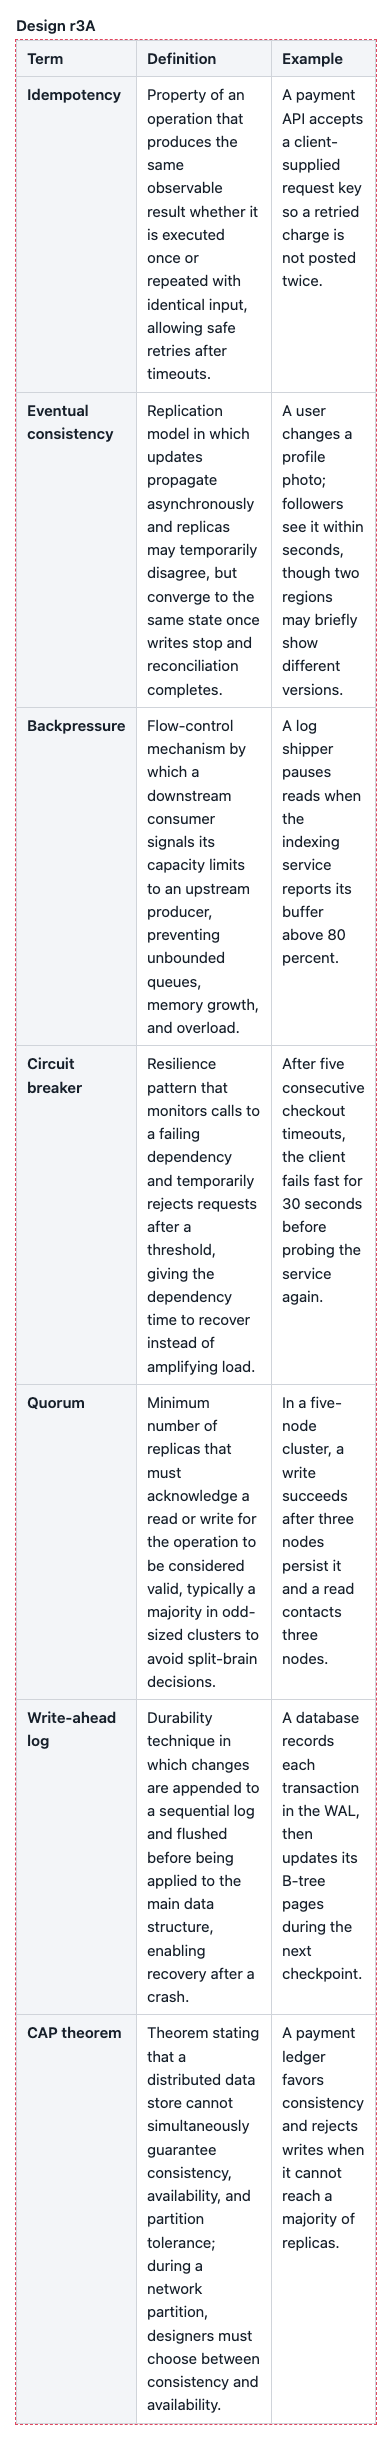 Design r3A
Term Definition Example
Idempotency
Property of an
operation that
produces the
same
observable
result whether it
is executed
once or
repeated with
identical input,
allowing safe
retries after
timeouts.
A payment
API accepts
a client-
supplied
request key
so a retried
charge is
not posted
twice.
Eventual
consistency
Replication
model in which
updates
propagate
asynchronously
and replicas
may temporarily
disagree, but
converge to the
same state once
writes stop and
reconciliation
completes.
A user
changes a
profile
photo;
followers
see it within
seconds,
though two
regions
may briefly
show
different
versions.
Backpressure
Flow-control
mechanism by
which a
downstream
consumer
signals its
capacity limits
to an upstream
producer,
preventing
unbounded
queues,
memory growth,
and overload.
A log
shipper
pauses
reads when
the
indexing
service
reports its
buffer
above 80
percent.
Circuit
breaker
Resilience
pattern that
monitors calls to
a failing
dependency
and temporarily
rejects requests
after a
threshold,
giving the
dependency
time to recover
instead of
amplifying load.
After five
consecutive
checkout
timeouts,
the client
fails fast for
30 seconds
before
probing the
service
again.
Quorum
Minimum
number of
replicas that
must
acknowledge a
read or write for
the operation to
be considered
valid, typically a
majority in odd-
sized clusters to
avoid split-brain
decisions.
In a five-
node
cluster, a
write
succeeds
after three
nodes
persist it
and a read
contacts
three
nodes.
Write-ahead
log
Durability
technique in
which changes
are appended to
a sequential log
and flushed
before being
applied to the
main data
structure,
enabling
recovery after a
crash.
A database
records
each
transaction
in the WAL,
then
updates its
B-tree
pages
during the
next
checkpoint.
CAP theorem
Theorem stating
that a
distributed data
store cannot
simultaneously
guarantee
consistency,
availability, and
partition
tolerance;
during a
network
partition,
designers must
choose between
consistency and
availability.
A payment
ledger
favors
consistency
and rejects
writes when
it cannot
reach a
majority of
replicas.